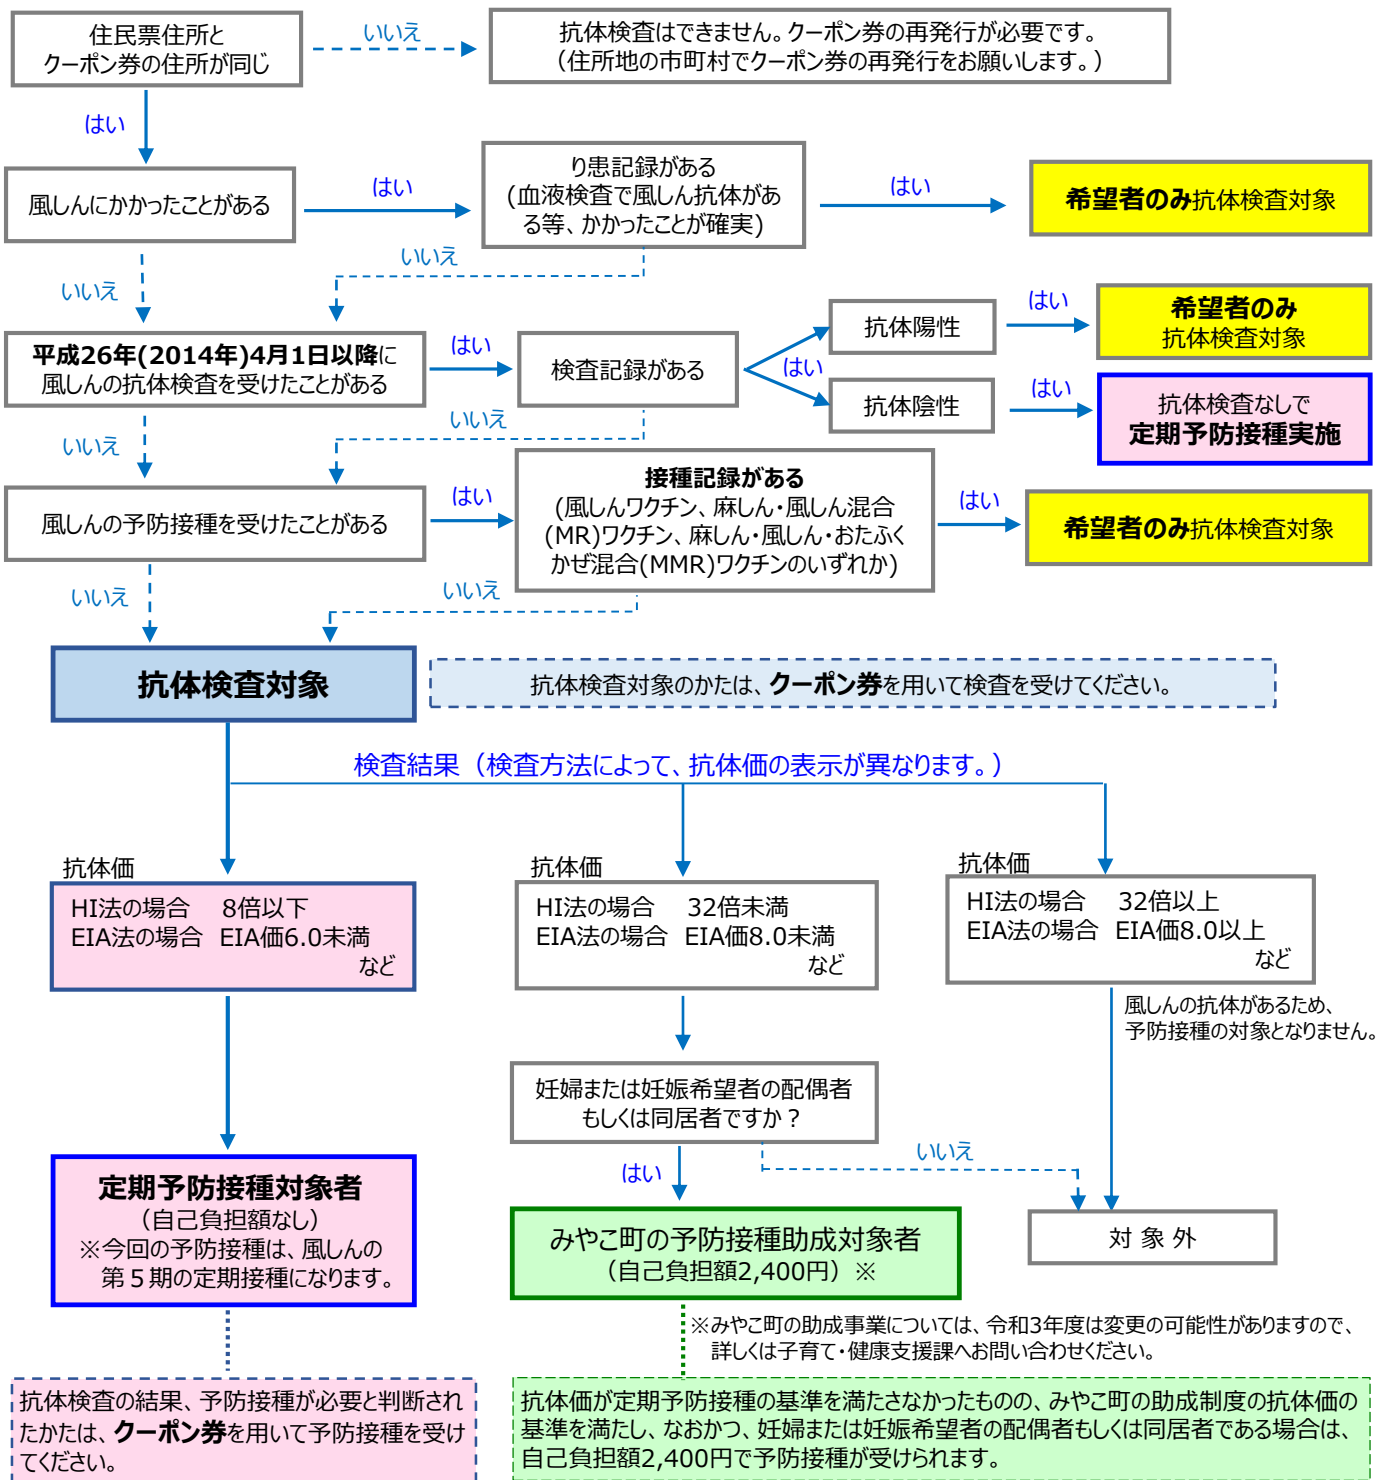 住民票住所と
クーポン券の住所が同じ
いいえ
抗体検査はできません。クーポン券の再発行が必要です。
（住所地の市町村でクーポン券の再発行をお願いします。）
はい
風しんにかかったことがある
はい
り患記録がある
(血液検査で風しん抗体があ
る等、かかったことが確実)
はい
希望者のみ抗体検査対象
いいえ
いいえ
平成26年(2014年)4月1日以降に
風しんの抗体検査を受けたことがある
はい
検査記録がある
はい
抗体陽性
はい
希望者のみ
抗体検査対象
抗体陰性
はい
抗体検査なしで
定期予防接種実施
いいえ
いいえ
風しんの予防接種を受けたことがある
はい
接種記録がある
(風しんワクチン、麻しん・風しん混合
(MR)ワクチン、麻しん・風しん・おたふく
かぜ混合(MMR)ワクチンのいずれか)
はい
希望者のみ抗体検査対象
いいえ
いいえ
抗体検査対象
抗体検査対象のかたは、クーポン券を用いて検査を受けてください。
検査結果（検査方法によって、抗体価の表示が異なります。）
抗体価
HI法の場合 8倍以下
EIA法の場合 EIA価6.0未満
など
抗体価
HI法の場合 32倍未満
EIA法の場合 EIA価8.0未満
など
抗体価
HI法の場合 32倍以上
EIA法の場合 EIA価8.0以上
など
風しんの抗体があるため、
予防接種の対象となりません。
妊婦または妊娠希望者の配偶者
もしくは同居者ですか？
はい
いいえ
定期予防接種対象者
（自己負担額なし）
※今回の予防接種は、風しんの
第５期の定期接種になります。
みやこ町の予防接種助成対象者
（自己負担額2,400円）※
対 象 外
※みやこ町の助成事業については、令和3年度は変更の可能性がありますので、
詳しくは子育て・健康支援課へお問い合わせください。
抗体検査の結果、予防接種が必要と判断され
たかたは、クーポン券を用いて予防接種を受け
てください。
抗体価が定期予防接種の基準を満たさなかったものの、みやこ町の助成制度の抗体価の
基準を満たし、なおかつ、妊婦または妊娠希望者の配偶者もしくは同居者である場合は、
自己負担額2,400円で予防接種が受けられます。